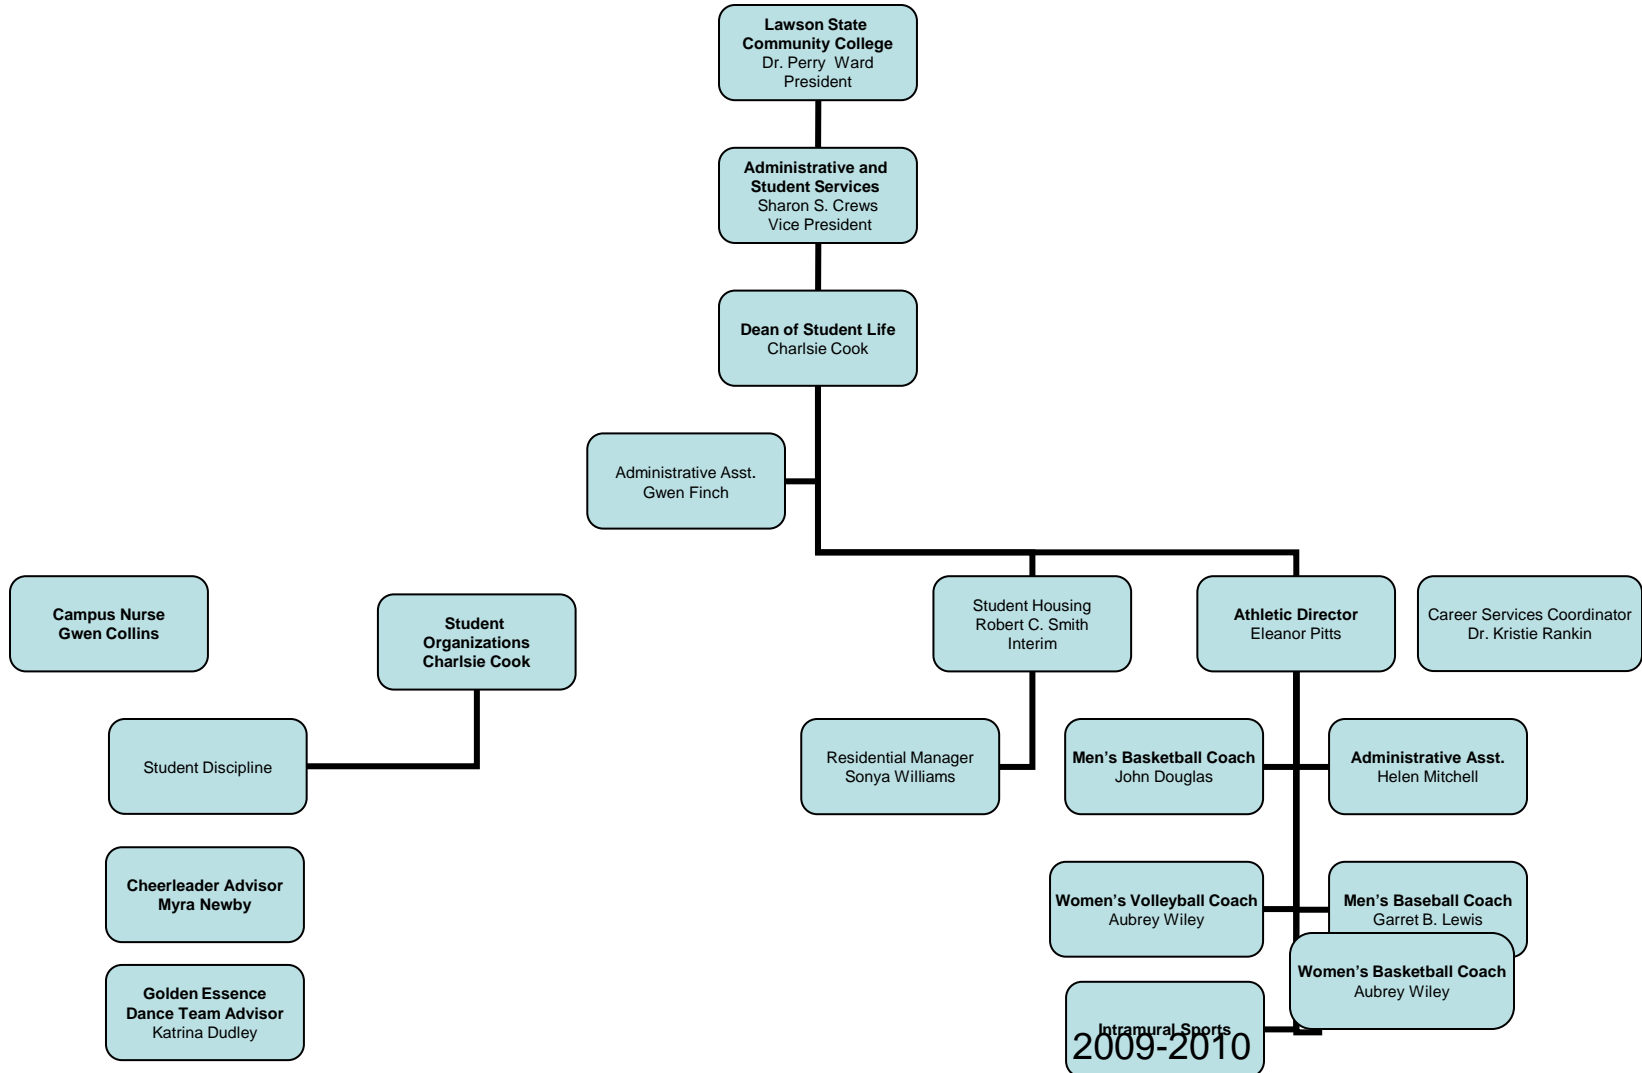 Lawson State
Community College
Dr. Perry Ward
President
Administrative and
Student Services
Sharon S. Crews
Vice President
Dean of Student Life
Charlsie Cook
Administrative Asst.
Gwen Finch
Campus Nurse
Gwen Collins
Student
Organizations
Charlsie Cook
Student Housing
Robert C. Smith
Interim
Athletic Director
Eleanor Pitts
Career Services Coordinator
Dr. Kristie Rankin
Student Discipline
Residential Manager
Sonya Williams
Men's Basketball Coach
John Douglas
Administrative Asst.
Helen Mitchell
Cheerleader Advisor
Myra Newby
Women's Volleyball Coach
Aubrey Wiley
Men's Baseball Coach
Garret B. Lewis
Golden Essence
Dance Team Advisor
Katrina Dudley
Women's Basketball Coach
Aubrey Wiley
Intramural Sports
2009-2010